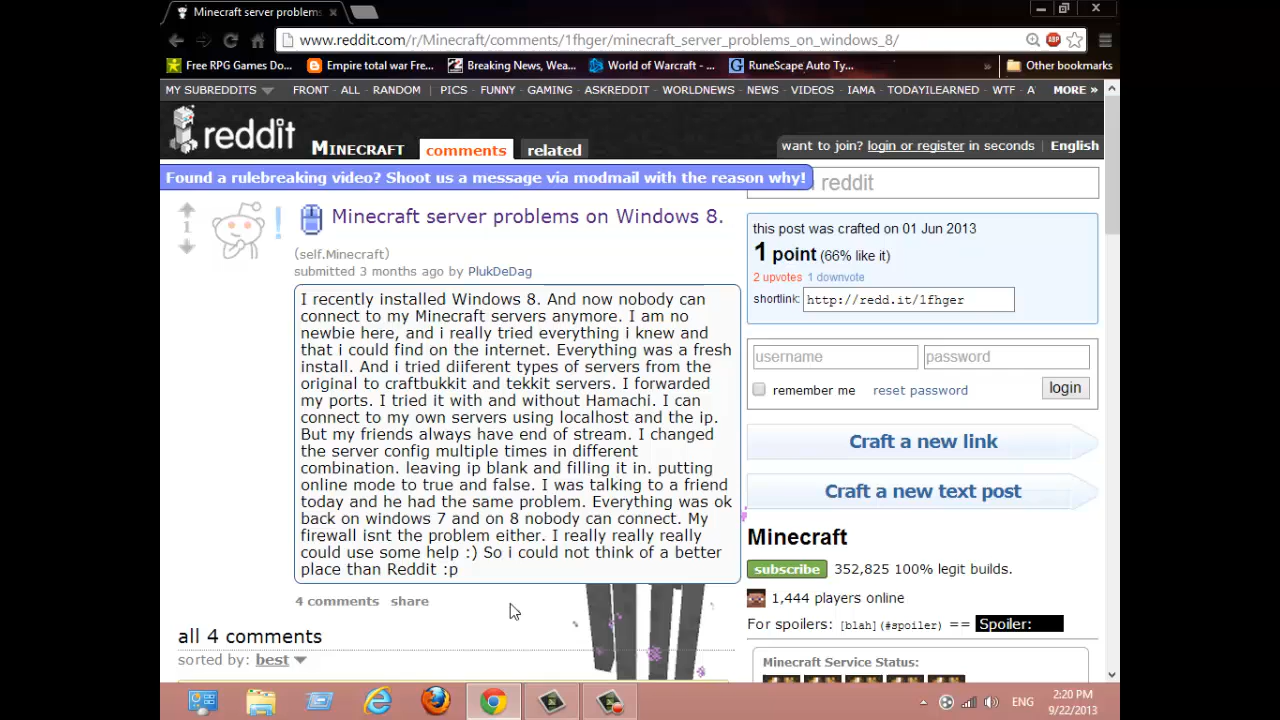 Minecraft server problems
www.reddit.com/r/Minecraft/comments/1fhger/minecraft_server_problems_on_windows_8/
ABP
Free RPG Games Do...
Empire total war Fre...
Breaking News, Wea...
World of Warcraft - ...
RuneScape Auto Ty...
»
Other bookmarks
MY SUBREDDITS
FRONT - ALL - RANDOM | PICS - FUNNY - GAMING - ASKREDDIT - WORLDNEWS - NEWS - VIDEOS - IAMA - TODAYILEARNED - WTF - A
MORE »
reddit
MINECRAFT
comments
related
want to join? login or register in seconds | English
Found a rulebreaking video? Shoot us a message via modmail with the reason why!
reddit
1
Minecraft server problems on Windows 8.
(self.Minecraft)
submitted 3 months ago by PlukDeDag
I recently installed Windows 8. And now nobody can
connect to my Minecraft servers anymore. I am no
newbie here, and i really tried everything i knew and
that i could find on the internet. Everything was a fresh
install. And i tried diiferent types of servers from the
original to craftbukkit and tekkit servers. I forwarded
my ports. I tried it with and without Hamachi. I can
connect to my own servers using localhost and the ip.
But my friends always have end of stream. I changed
the server config multiple times in different
combination. leaving ip blank and filling it in. putting
online mode to true and false. I was talking to a friend
today and he had the same problem. Everything was ok
back on windows 7 and on 8 nobody can connect. My
firewall isnt the problem either. I really really really
could use some help :) So i could not think of a better
place than Reddit :p
4 comments share
all 4 comments
sorted by: best
this post was crafted on 01 Jun 2013
1 point (66% like it)
2 upvotes 1 downvote
shortlink: http://redd.it/1fhger
username
password
remember me
reset password
login
Craft a new link
Craft a new text post
Minecraft
subscribe 352,825 100% legit builds.
1,444 players online
For spoilers: [blah](#spoiler) == Spoiler:
Minecraft Service Status:
ENG
2:20 PM
9/22/2013